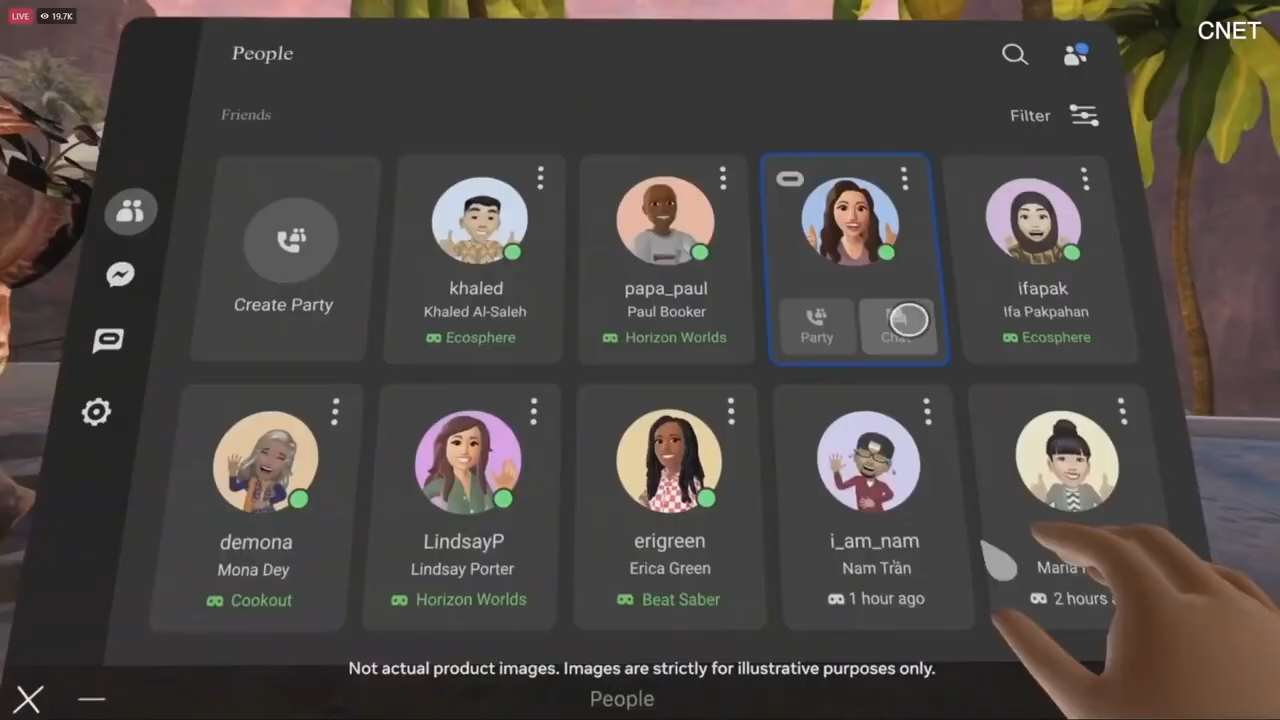 LIVE
19.7K
CNET
People
Friends
Filter
Create Party
khaled
Khaled Al-Saleh
Ecosphere
papa_paul
Paul Booker
Horizon Worlds
Party
ifapak
Ifa Pakpahan
Ecosphere
demona
Mona Dey
Cookout
LindsayP
Lindsay Porter
Horizon Worlds
erigreen
Erica Green
Beat Saber
i_am_nam
Nam Trần
1 hour ago
Maria
2 hours
Not actual product images. Images are strictly for illustrative purposes only.
People